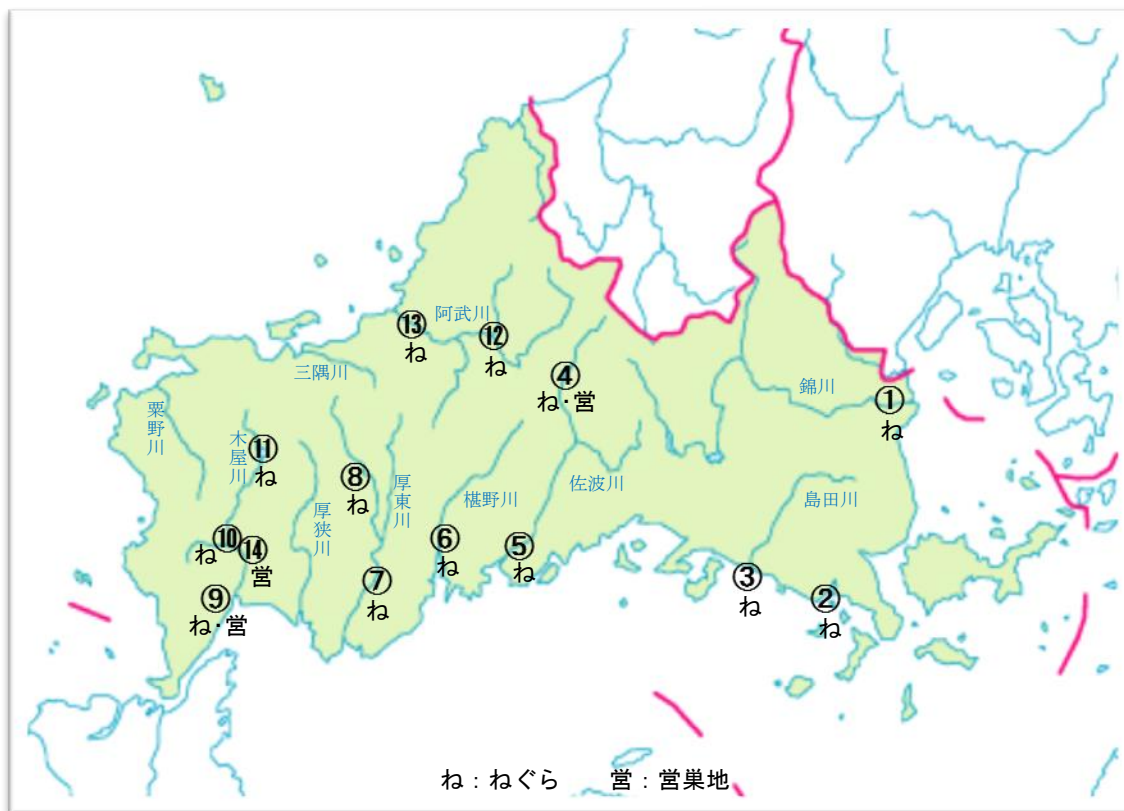 ⑬
ね
阿武川
⑫
ね
三隅川
④
ね・営
錦川
①
ね
粟野川
木屋川
⑪
ね
⑧
ね
厚東川
厚狭川
椹野川
佐波川
島田川
⑩
ね
⑭
営
⑥
ね
⑤
ね
⑨
ね・営
⑦
ね
③
ね
②
ね
ね：ねぐら　営：営巣地